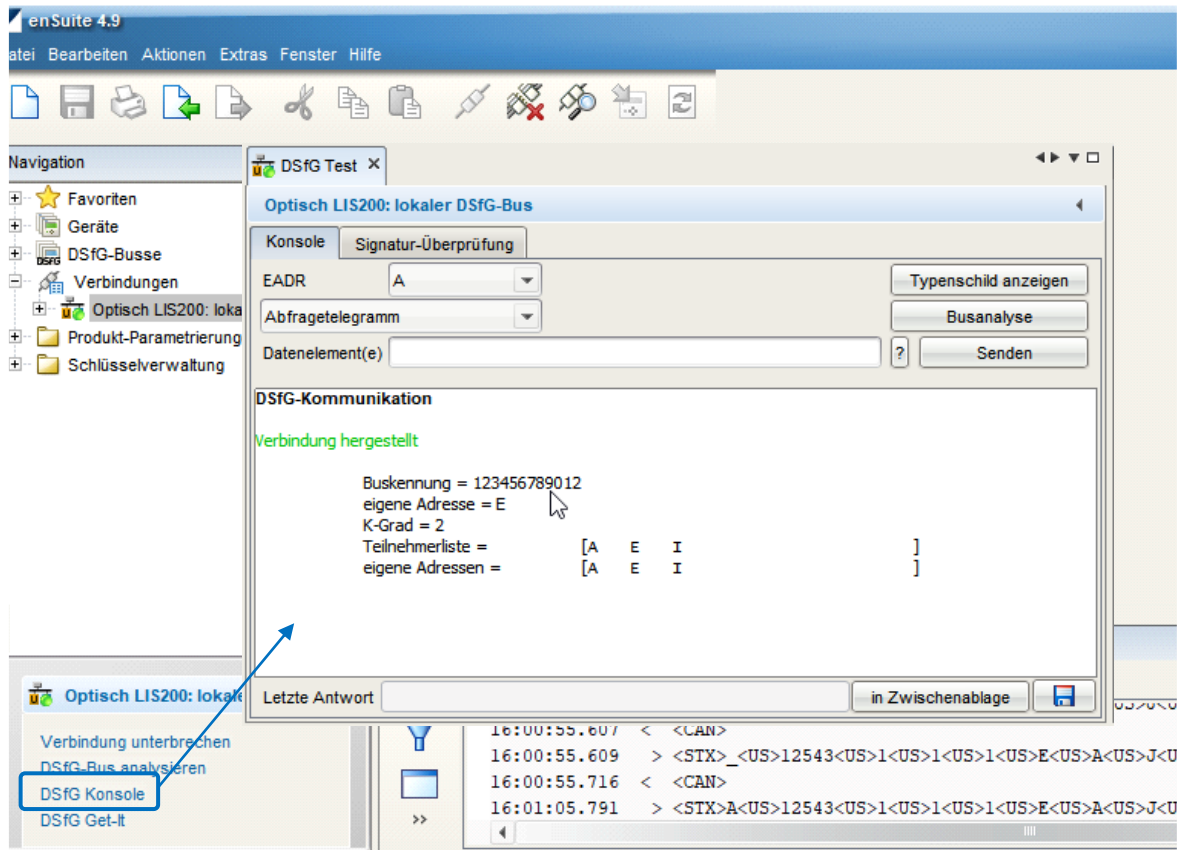 enSuite 4.9
atei Bearbeiten Aktionen Extras Fenster Hilfe
Navigation
Favoriten
Geräte
DSfG-Busse
Verbindungen
Optisch LIS200: loka
Produkt-Parametrierung
Schlüsselverwaltung
DSfG Test
Optisch LIS200: lokaler DSfG-Bus
Konsole Signatur-Überprüfung
EADR A Typenschild anzeigen
Abfragetelegramm Busanalyse
Datenelement(e) ? Senden
DSfG-Kommunikation
Verbindung hergestellt
Buskennung = 123456789012
eigene Adresse = E
K-Grad = 2
Teilnehmerliste = [A E I ]
eigene Adressen = [A E I ]
Letzte Antwort in Zwischenablage
Optisch LIS200: lokale
Verbindung unterbrechen
DSfG-Bus analysieren
DSfG Konsole
DSfG Get-It
>>
16:00:55.607 < <CAN>
16:00:55.609 > <STX>_<US>12543<US>1<US>1<US>1<US>E<US>A<US>J<U
16:00:55.716 < <CAN>
16:01:05.791 > <STX>A<US>12543<US>1<US>1<US>1<US>E<US>A<US>J<U